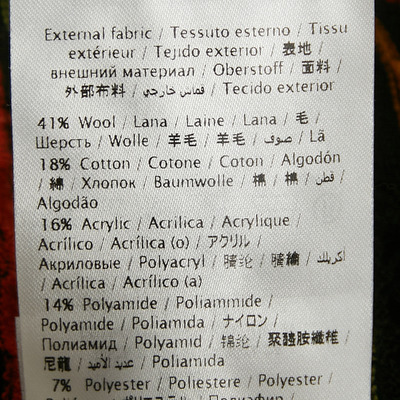 External fabric / Tessuto esterno / Tissu
extérieur / Tejido exterior / 表地 /
внешний материал / Oberstoff / 面料 /
外部布料 / قماش خارجي / Tecido exterior
41% Wool / Lana / Laine / Lana / 毛 /
Шерсть / Wolle / 羊毛 / 羊毛 / صوف / Lã
18% Cotton / Cotone / Coton / Algodón
/ 綿 / Хлопок / Baumwolle / 棉 / 棉 / قطن /
Algodão
16% Acrylic / Acrilica / Acrylique /
Acrílico / Acrílica (o) / アクリル /
Акриловые / Polyacryl / 腈纶 / 腈綸 / أكريلك
/ Acrílica / Acrílico (a)
14% Polyamide / Poliammide /
Polyamide / Poliamida / ナイロン /
Полиамид / Polyamid / 锦纶 / 聚醯胺纖維 /
尼龍 / عديد الأميد / Poliamida
7% Polyester / Poliestere / Polyester /